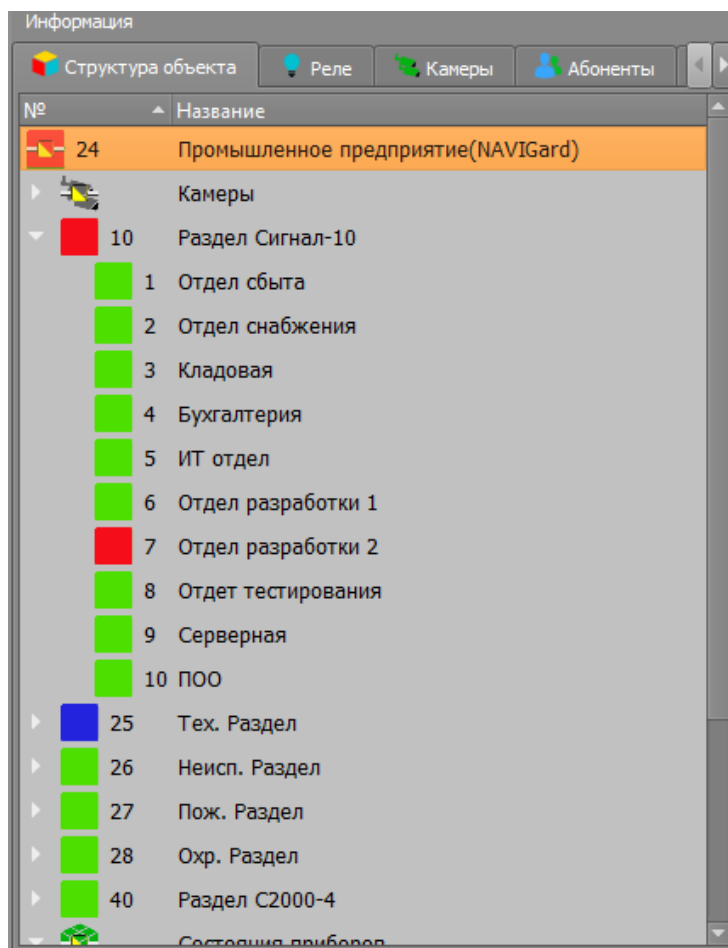 Информация
Структура объекта Реле Камеры Абоненты
№ Название
24 Промышленное предприятие(NAVIGard)
Камеры
10 Раздел Сигнал-10
1 Отдел сбыта
2 Отдел снабжения
3 Кладовая
4 Бухгалтерия
5 ИТ отдел
6 Отдел разработки 1
7 Отдел разработки 2
8 Отдет тестирования
9 Серверная
10 ПОО
25 Тех. Раздел
26 Неисп. Раздел
27 Пож. Раздел
28 Охр. Раздел
40 Раздел С2000-4
Состояния приборов